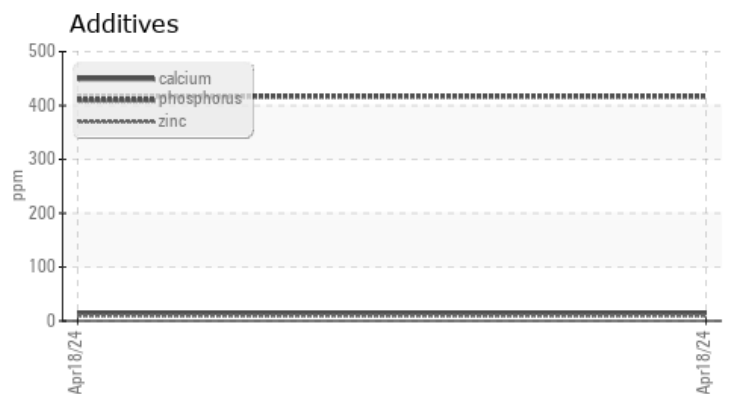 Additives
500
400
300
200
100
0
ppm
calcium
phosphorus
zinc
Apr18/24
Apr18/24